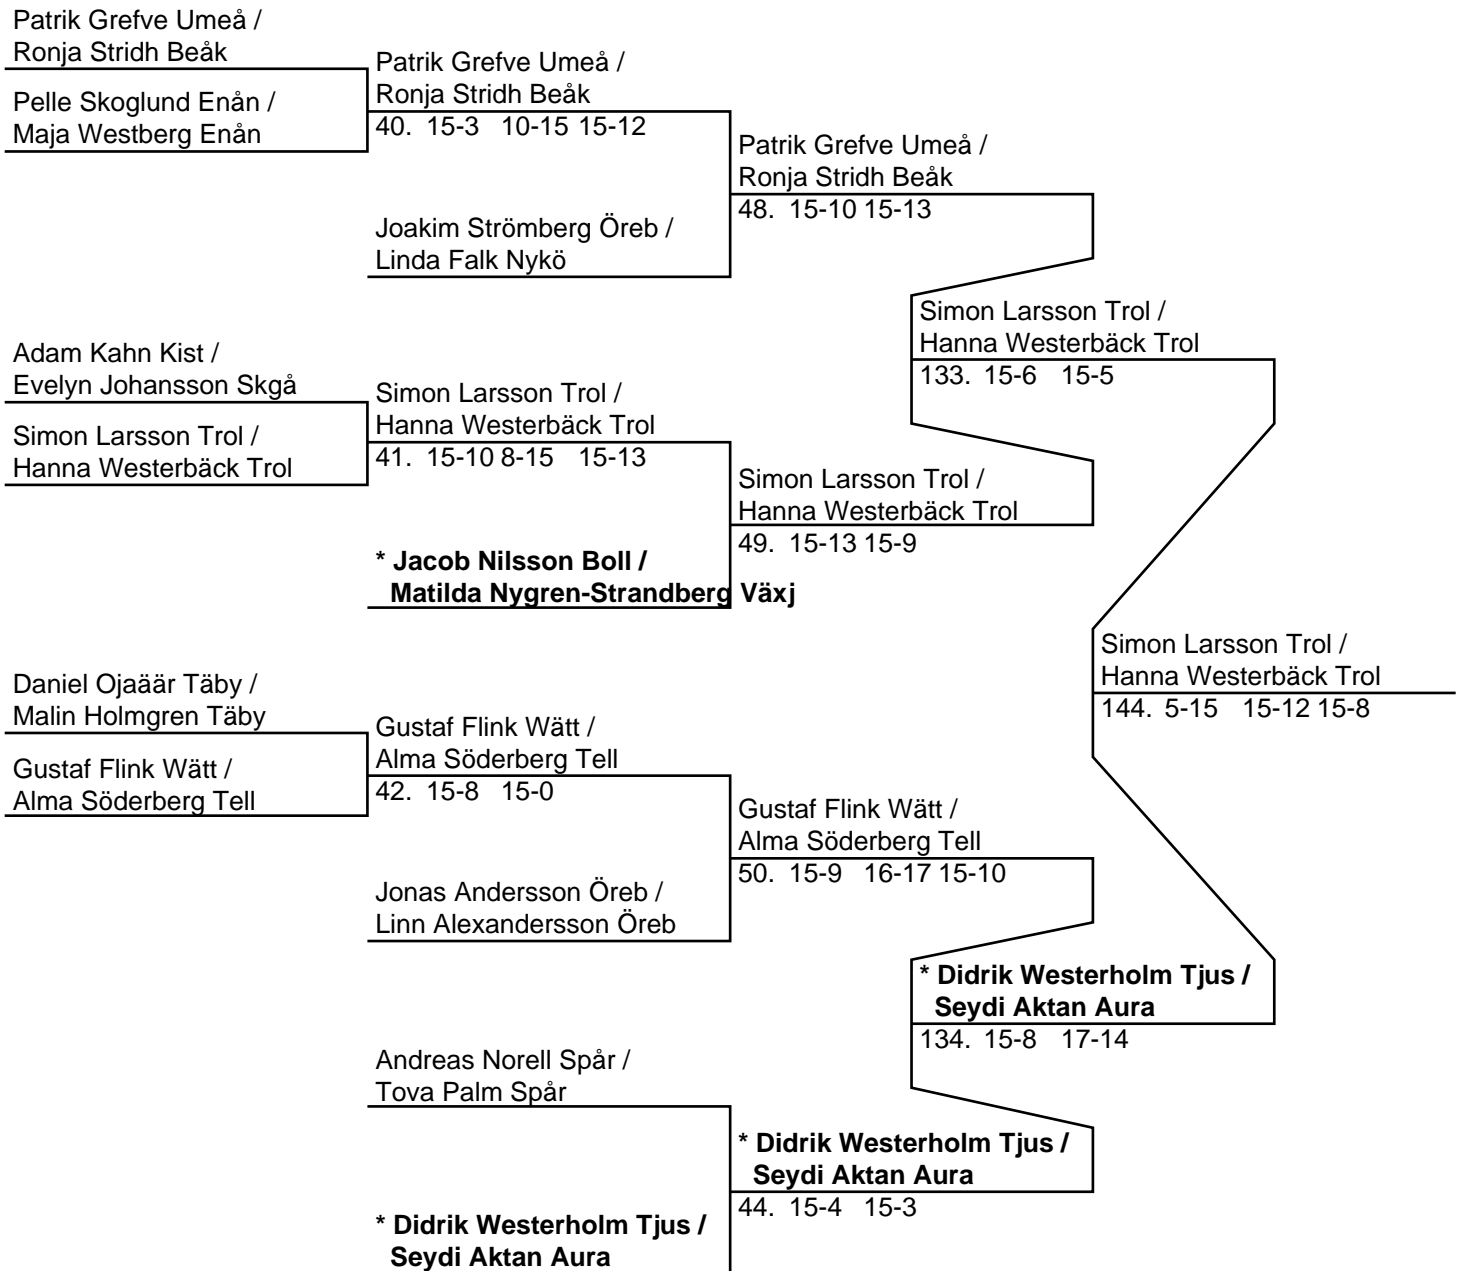 Patrik Grefve Umeå /
Ronja Stridh Beåk
Pelle Skoglund Enån /
Maja Westberg Enån
Patrik Grefve Umeå /
Ronja Stridh Beåk
40. 15-3 10-15 15-12
Joakim Strömberg Öreb /
Linda Falk Nykö
Patrik Grefve Umeå /
Ronja Stridh Beåk
48. 15-10 15-13
Adam Kahn Kist /
Evelyn Johansson Skgå
Simon Larsson Trol /
Hanna Westerbäck Trol
Simon Larsson Trol /
Hanna Westerbäck Trol
41. 15-10 8-15 15-13
* Jacob Nilsson Boll /
Matilda Nygren-Strandberg Växj
Simon Larsson Trol /
Hanna Westerbäck Trol
49. 15-13 15-9
Simon Larsson Trol /
Hanna Westerbäck Trol
133. 15-6 15-5
Daniel Ojaäär Täby /
Malin Holmgren Täby
Gustaf Flink Wätt /
Alma Söderberg Tell
Gustaf Flink Wätt /
Alma Söderberg Tell
42. 15-8 15-0
Jonas Andersson Öreb /
Linn Alexandersson Öreb
Gustaf Flink Wätt /
Alma Söderberg Tell
50. 15-9 16-17 15-10
Andreas Norell Spår /
Tova Palm Spår
* Didrik Westerholm Tjus /
Seydi Aktan Aura
* Didrik Westerholm Tjus /
Seydi Aktan Aura
44. 15-4 15-3
* Didrik Westerholm Tjus /
Seydi Aktan Aura
134. 15-8 17-14
Simon Larsson Trol /
Hanna Westerbäck Trol
144. 5-15 15-12 15-8